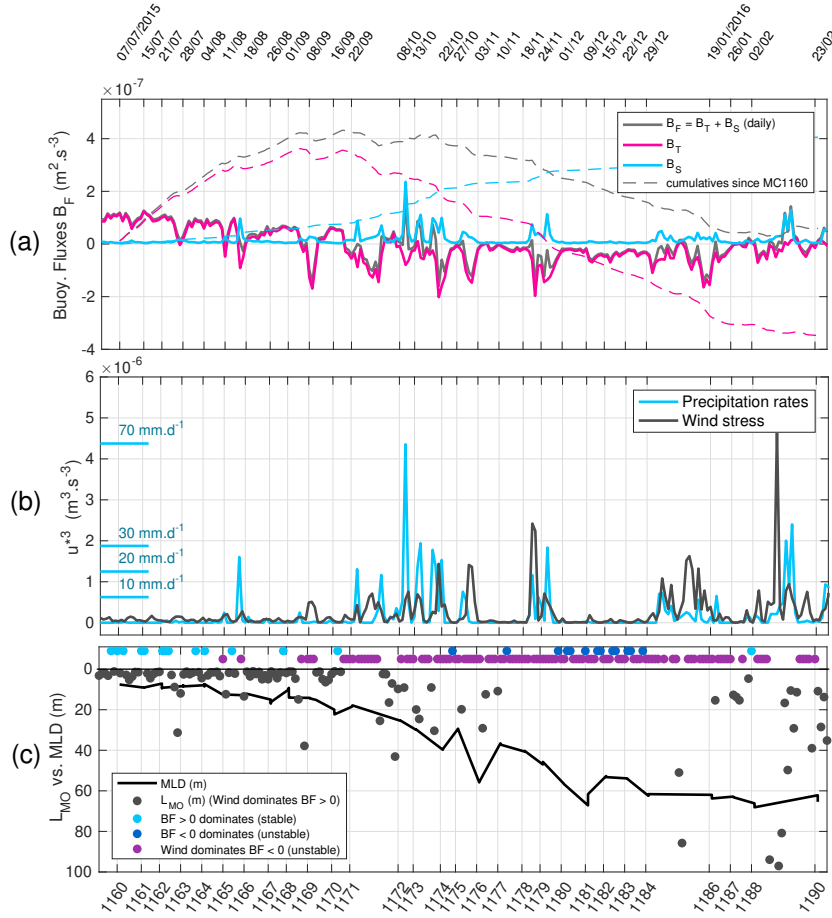 07/07/2015 15/07 21/07 28/07 04/08 11/08 18/08 26/08 01/09 08/09 16/09 22/09 08/10 13/10 22/10 27/10 03/11 10/11 18/11 24/11 01/12 09/12 15/12 22/12 29/12 19/01/2016 26/01 02/02 23/02
×10⁻⁷
(a)
Buoy. Fluxes B_F (m².s⁻³)
4
2
0
-2
-4
B_F = B_T + B_S (daily)
B_T
B_S
cumulatives since MC1160
×10⁻⁶
(b)
u*³ (m³.s⁻³)
6
5
4
3
2
1
0
Precipitation rates
Wind stress
70 mm.d⁻¹
30 mm.d⁻¹
20 mm.d⁻¹
10 mm.d⁻¹
(c)
L_MO vs. MLD (m)
0
20
40
60
80
100
MLD (m)
L_MO (m) (Wind dominates BF > 0)
BF > 0 dominates (stable)
BF < 0 dominates (unstable)
Wind dominates BF < 0 (unstable)
1160 1161 1162 1163 1164 1165 1166 1167 1168 1169 1170 1171 1172 1173 1174 1175 1176 1177 1178 1179 1180 1181 1182 1183 1184 1186 1187 1188 1190